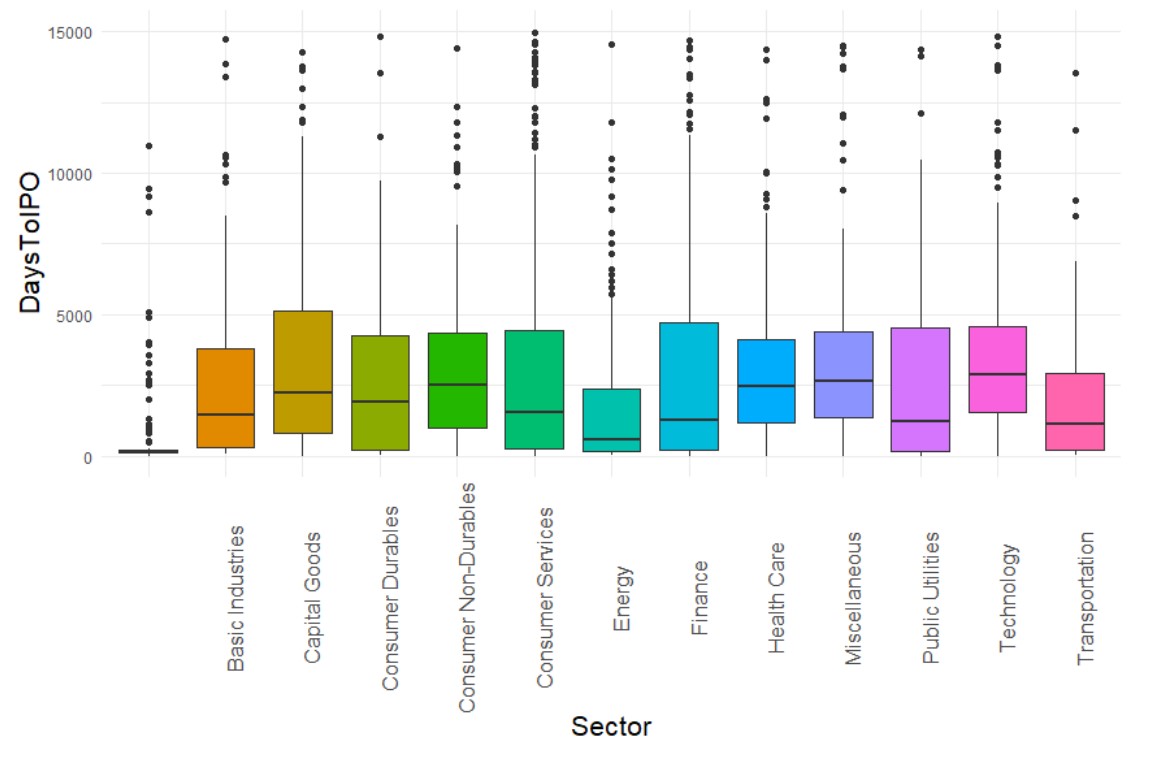 15000
10000
5000
0
DaysToIPO
Basic Industries
Capital Goods
Consumer Durables
Consumer Non-Durables
Consumer Services
Energy
Finance
Health Care
Miscellaneous
Public Utilities
Technology
Transportation
Sector